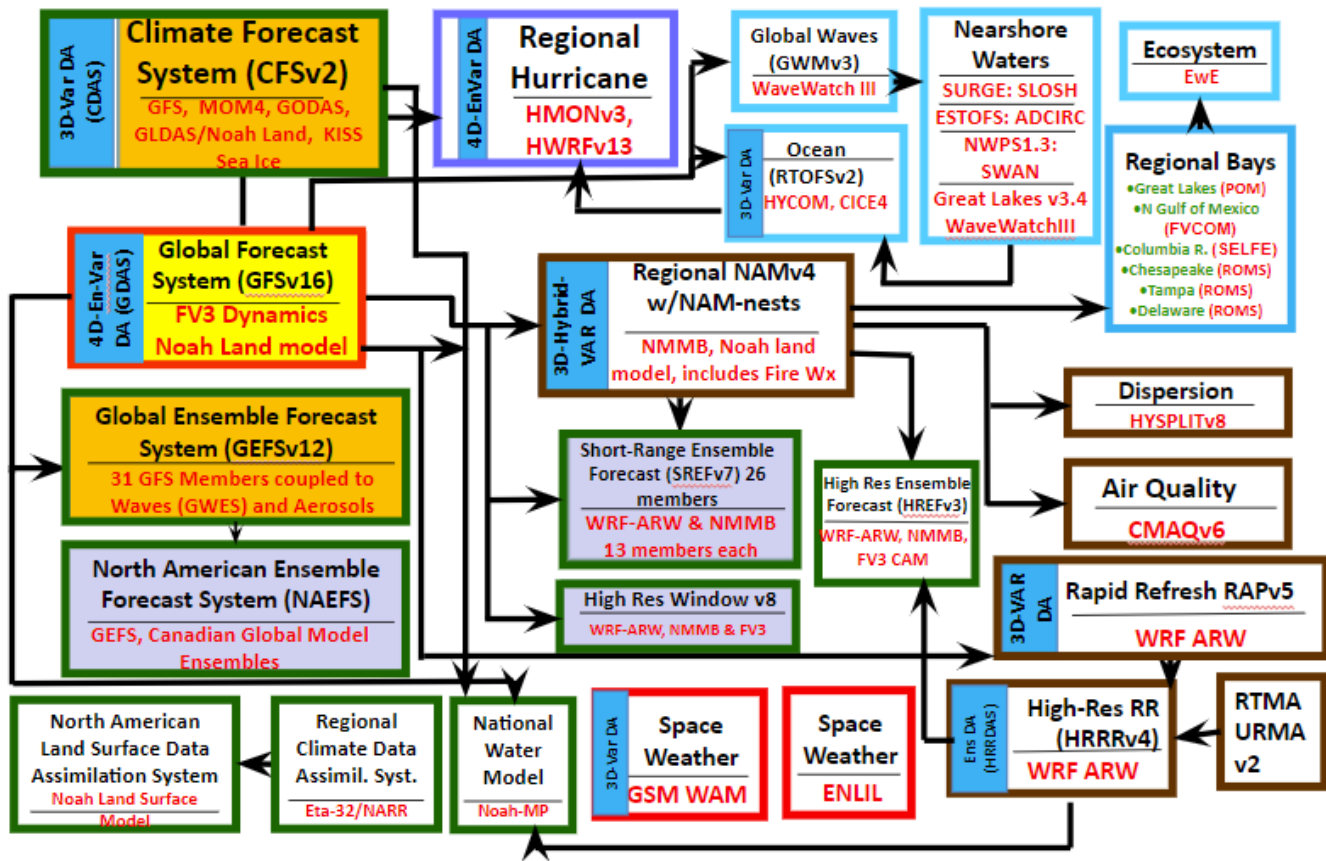 3D-Var DA
(CDAS)
Climate Forecast
System (CFSv2)
GFS, MOM4, GODAS,
GLDAS/Noah Land, KISS
Sea Ice
4D-EnVar DA
Regional
Hurricane
HMONv3,
HWRFv13
Global Waves
(GWMv3)
WaveWatch III
3D-Var DA
Ocean
(RTOFSv2)
HYCOM, CICE4
Nearshore
Waters
SURGE: SLOSH
ESTOFS: ADCIRC
NWPS1.3:
SWAN
Great Lakes v3.4
WaveWatchIII
Ecosystem
EwE
Regional Bays
•Great Lakes (POM)
•N Gulf of Mexico
(FVCOM)
•Columbia R. (SELFE)
•Chesapeake (ROMS)
•Tampa (ROMS)
•Delaware (ROMS)
4D-En-Var
DA (GDAS)
Global Forecast
System (GFSv16)
FV3 Dynamics
Noah Land model
3D-Hybrid-
VAR DA
Regional NAMv4
w/NAM-nests
NMMB, Noah land
model, includes Fire Wx
Global Ensemble Forecast
System (GEFSv12)
31 GFS Members coupled to
Waves (GWES) and Aerosols
Short-Range Ensemble
Forecast (SREFv7) 26
members
WRF-ARW & NMMB
13 members each
High Res Ensemble
Forecast (HREFv3)
WRF-ARW, NMMB,
FV3 CAM
Dispersion
HYSPLITv8
Air Quality
CMAQv6
North American Ensemble
Forecast System (NAEFS)
GEFS, Canadian Global Model
Ensembles
High Res Window v8
WRF-ARW, NMMB & FV3
3D-VAR
DA
Rapid Refresh RAPv5
WRF ARW
North American
Land Surface Data
Assimilation System
Noah Land Surface
Model
Regional
Climate Data
Assimil. Syst.
Eta-32/NARR
National
Water
Model
Noah-MP
3D-Var DA
Space
Weather
GSM WAM
Space
Weather
ENLIL
Ens DA
(HRRDAS)
High-Res RR
(HRRRv4)
WRF ARW
RTMA
URMA
v2